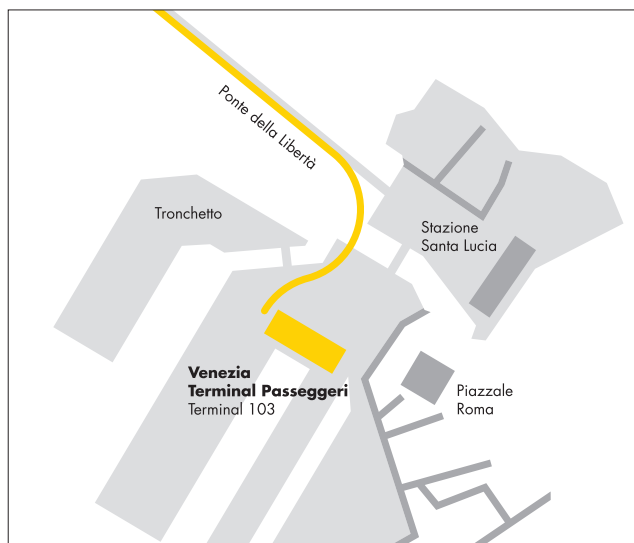 Ponte della Libertà
Tronchetto
Stazione
Santa Lucia
Venezia
Terminal Passeggeri
Terminal 103
Piazzale
Roma